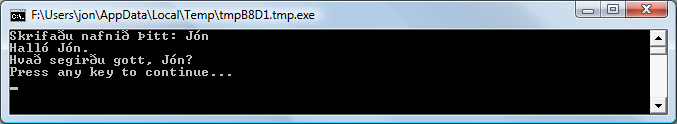 F:\Users\jon\AppData\Local\Temp\tmpB8D1.tmp.exe
Skrifaðu nafnið Þitt: Jón
Halló Jón.
Hvað segirðu gott, Jón?
Press any key to continue...